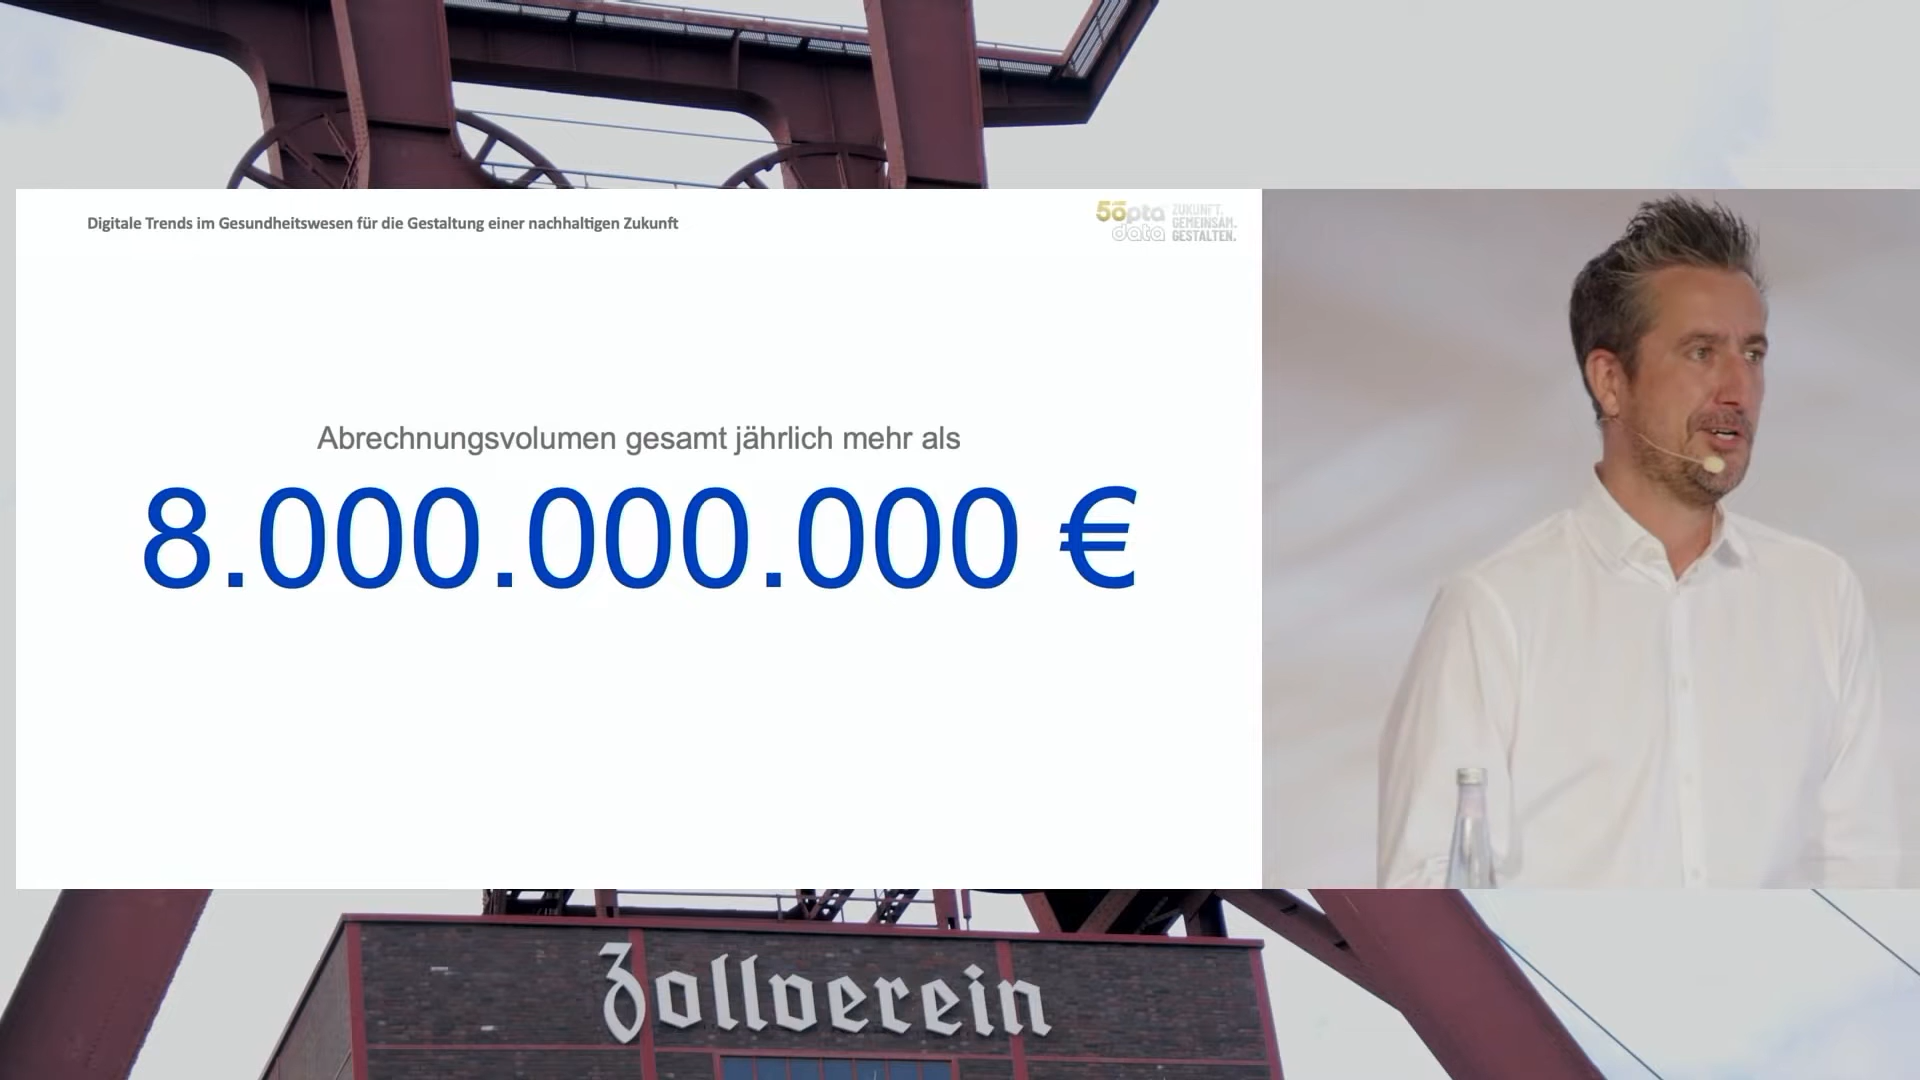 Digitale Trends im Gesundheitswesen für die Gestaltung einer nachhaltigen Zukunft
50 pta
data
ZUKUNFT.
GEMEINSAM.
GESTALTEN.
Abrechnungsvolumen gesamt jährlich mehr als
8.000.000.000 €
Zollverein